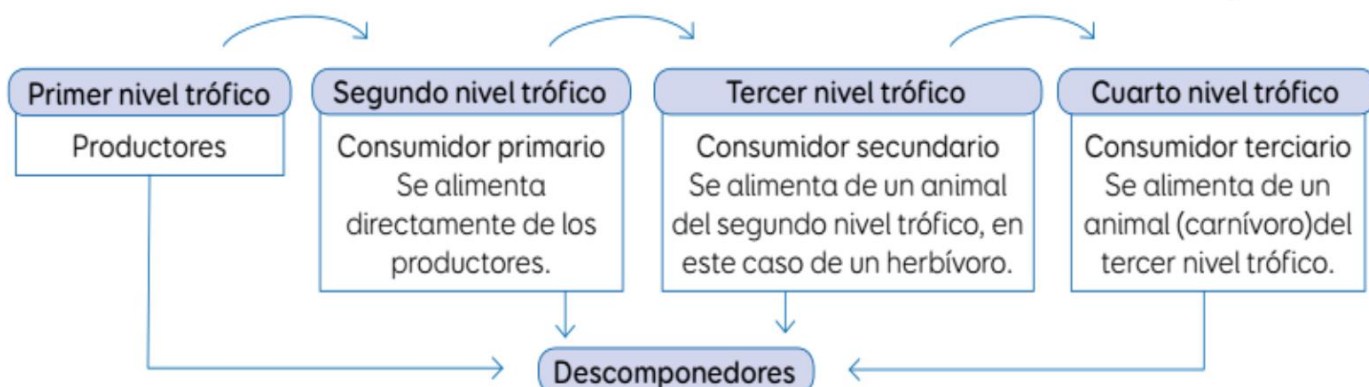 Primer nivel trófico
Productores
Segundo nivel trófico
Consumidor primario
Se alimenta
directamente de los
productores.
Tercer nivel trófico
Consumidor secundario
Se alimenta de un animal
del segundo nivel trófico, en
este caso de un herbívoro.
Cuarto nivel trófico
Consumidor terciario
Se alimenta de un
animal (carnívoro)del
tercer nivel trófico.
Descomponedores